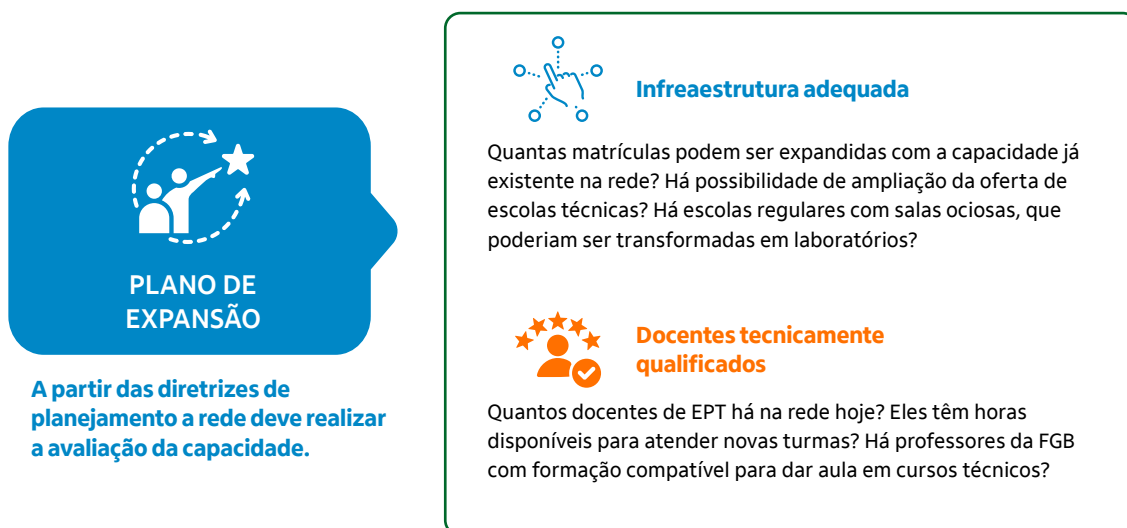 PLANO DE
EXPANSÃO
A partir das diretrizes de
planejamento a rede deve realizar
a avaliação da capacidade.
Infreaestrutura adequada
Quantas matrículas podem ser expandidas com a capacidade já
existente na rede? Há possibilidade de ampliação da oferta de
escolas técnicas? Há escolas regulares com salas ociosas, que
poderiam ser transformadas em laboratórios?
Docentes tecnicamente
qualificados
Quantos docentes de EPT há na rede hoje? Eles têm horas
disponíveis para atender novas turmas? Há professores da FGB
com formação compatível para dar aula em cursos técnicos?